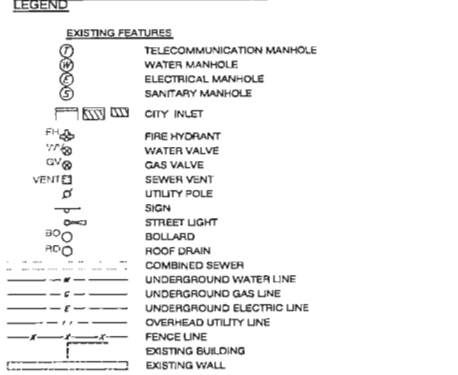 LEGEND
EXISTING FEATURES
T TELECOMMUNICATION MANHOLE
W WATER MANHOLE
E ELECTRICAL MANHOLE
S SANITARY MANHOLE
CITY INLET
FH FIRE HYDRANT
WATER VALVE
GV GAS VALVE
VENT SEWER VENT
UTILITY POLE
SIGN
STREET LIGHT
BO BOLLARD
RD ROOF DRAIN
COMBINED SEWER
W UNDERGROUND WATER LINE
G UNDERGROUND GAS LINE
E UNDERGROUND ELECTRIC LINE
OVERHEAD UTILITY LINE
X X X FENCE LINE
EXISTING BUILDING
EXISTING WALL